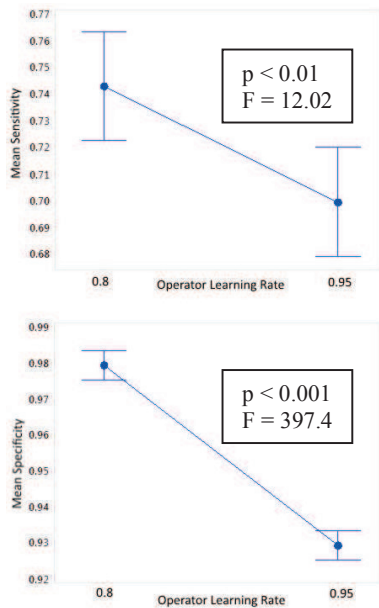 0.77
0.76
0.75
0.74
0.73
0.72
0.71
0.70
0.69
0.68
Mean Sensitivity
p < 0.01
F = 12.02
0.8
Operator Learning Rate
0.95
0.99
0.98
0.97
0.96
0.95
0.94
0.93
0.92
Mean Specificity
p < 0.001
F = 397.4
0.8
Operator Learning Rate
0.95